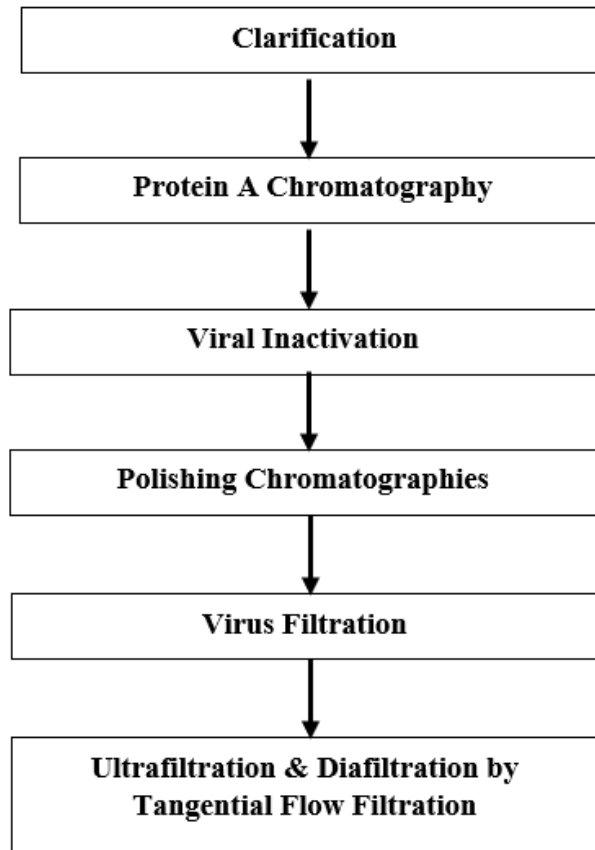 Clarification
Protein A Chromatography
Viral Inactivation
Polishing Chromatographies
Virus Filtration
Ultrafiltration & Diafiltration by
Tangential Flow Filtration